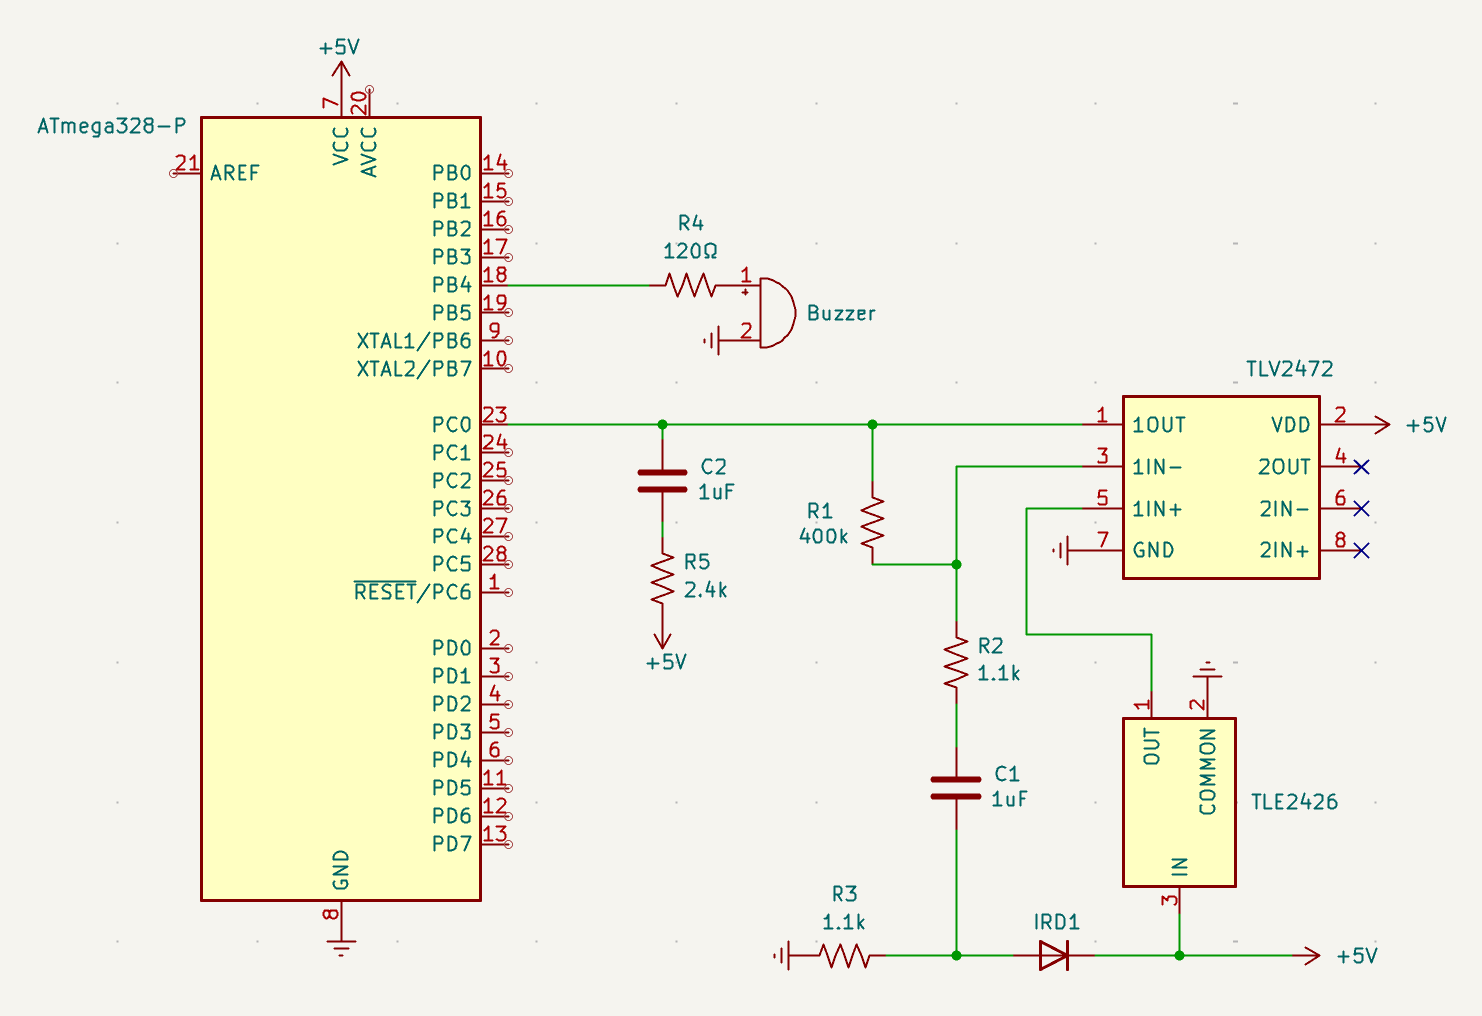 +5V
7
20
ATmega328-P
VCC
AVCC
21
AREF
PB0
14
PB1
15
PB2
16
PB3
17
PB4
18
PB5
19
XTAL1/PB6
9
XTAL2/PB7
10
PC0
23
PC1
24
PC2
25
PC3
26
PC4
27
PC5
28
RESET/PC6
1
PD0
2
PD1
3
PD2
4
PD3
5
PD4
6
PD5
11
PD6
12
PD7
13
GND
8
R4
120Ω
1
+
2
Buzzer
C2
1uF
R5
2.4k
+5V
R1
400k
R2
1.1k
C1
1uF
R3
1.1k
IRD1
+5V
TLV2472
1
1OUT
3
1IN-
5
1IN+
7
GND
VDD
2
+5V
2OUT
4
2IN-
6
2IN+
8
1
2
OUT
COMMON
TLE2426
IN
3